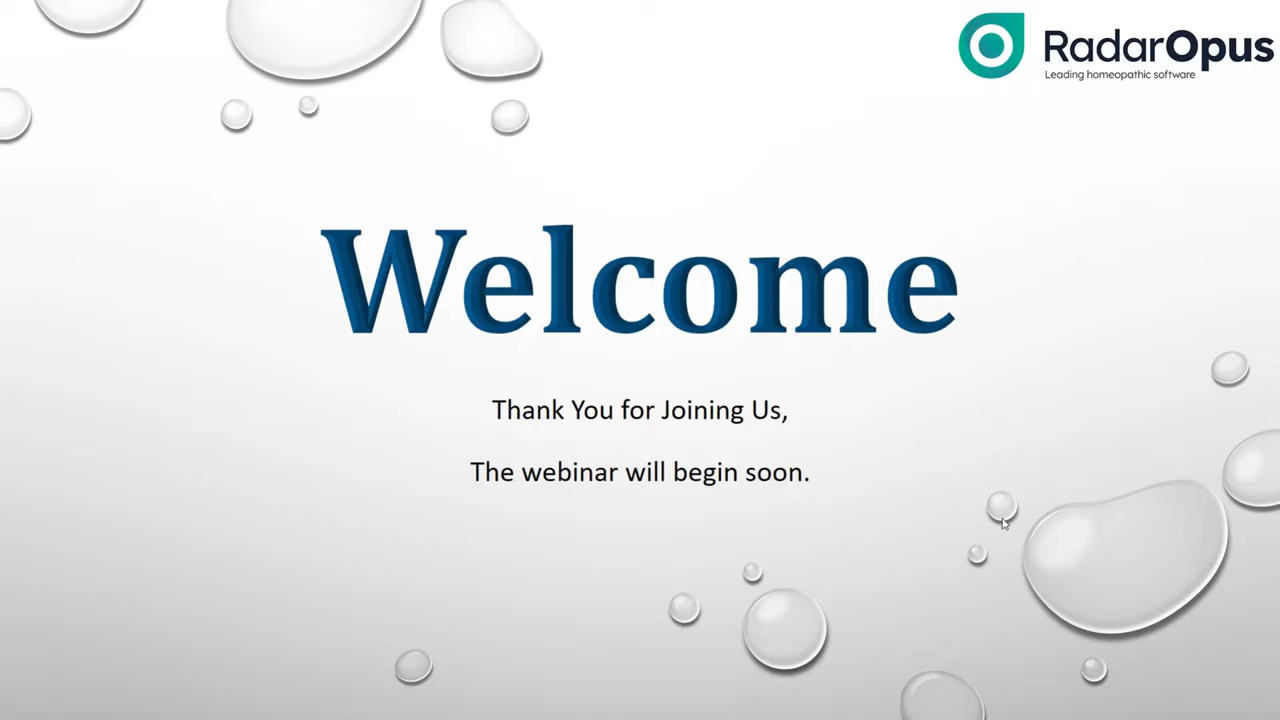 RadarOpus
Leading homeopathic software
Welcome
Thank You for Joining Us,
The webinar will begin soon.